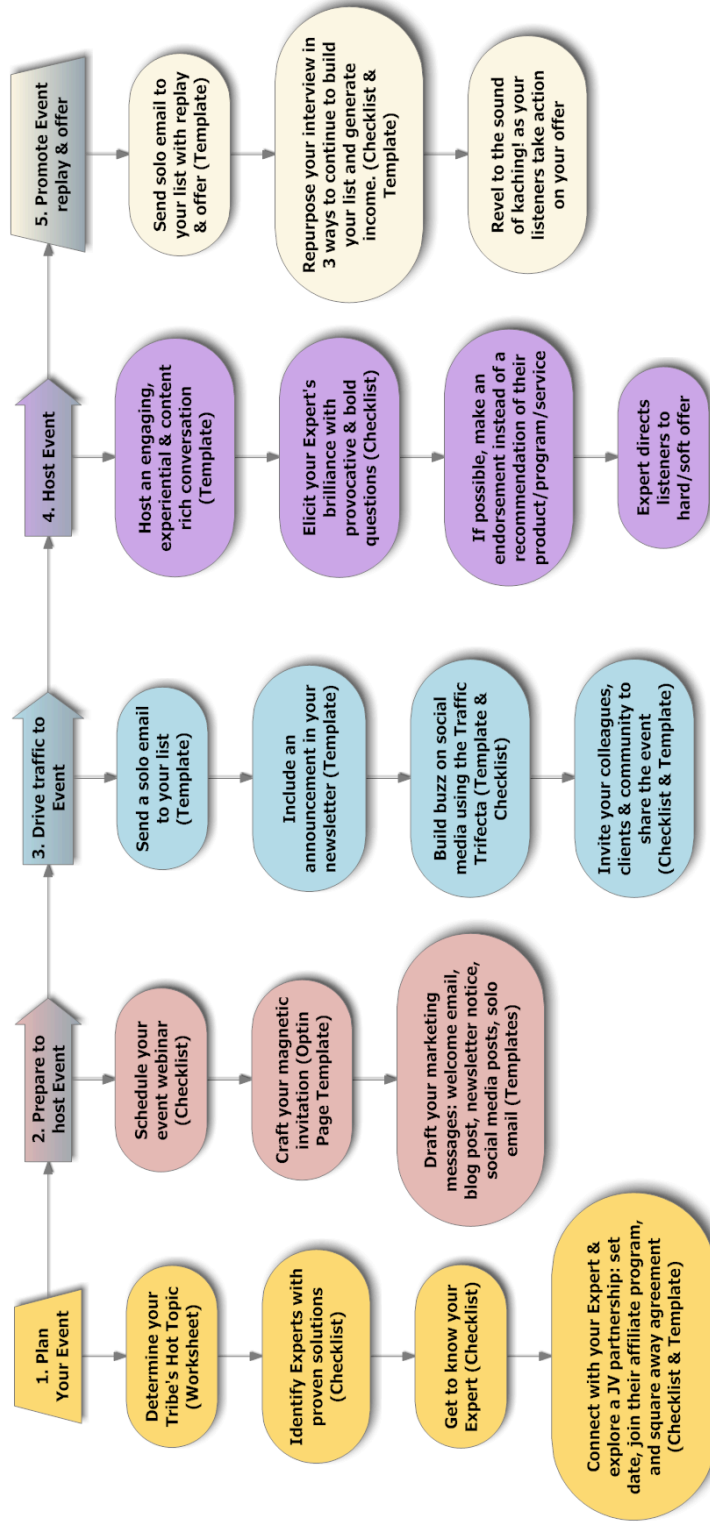 1. Plan
Your Event
Determine your
Tribe's Hot Topic
(Worksheet)
Identify Experts with
proven solutions
(Checklist)
Get to know your
Expert (Checklist)
Connect with your Expert &
explore a JV partnership: set
date, join their affiliate program,
and square away agreement
(Checklist & Template)
2. Prepare to
host Event
Schedule your
event webinar
(Checklist)
Craft your magnetic
invitation (Optin
Page Template)
Draft your marketing
messages: welcome email,
blog post, newsletter notice,
social media posts, solo
email (Templates)
3. Drive traffic to
Event
Send a solo email
to your list
(Template)
Include an
announcement in your
newsletter (Template)
Build buzz on social
media using the Traffic
Trifecta (Template &
Checklist)
Invite your colleagues,
clients & community to
share the event
(Checklist & Template)
4. Host Event
Host an engaging,
experiential & content
rich conversation
(Template)
Elicit your Expert's
brilliance with
provocative & bold
questions (Checklist)
If possible, make an
endorsement instead of a
recommendation of their
product/program/service
Expert directs
listeners to
hard/soft offer
5. Promote Event
replay & offer
Send solo email to
your list with replay
& offer (Template)
Repurpose your interview in
3 ways to continue to build
your list and generate
income. (Checklist &
Template)
Revel to the sound
of kaching! as your
listeners take action
on your offer